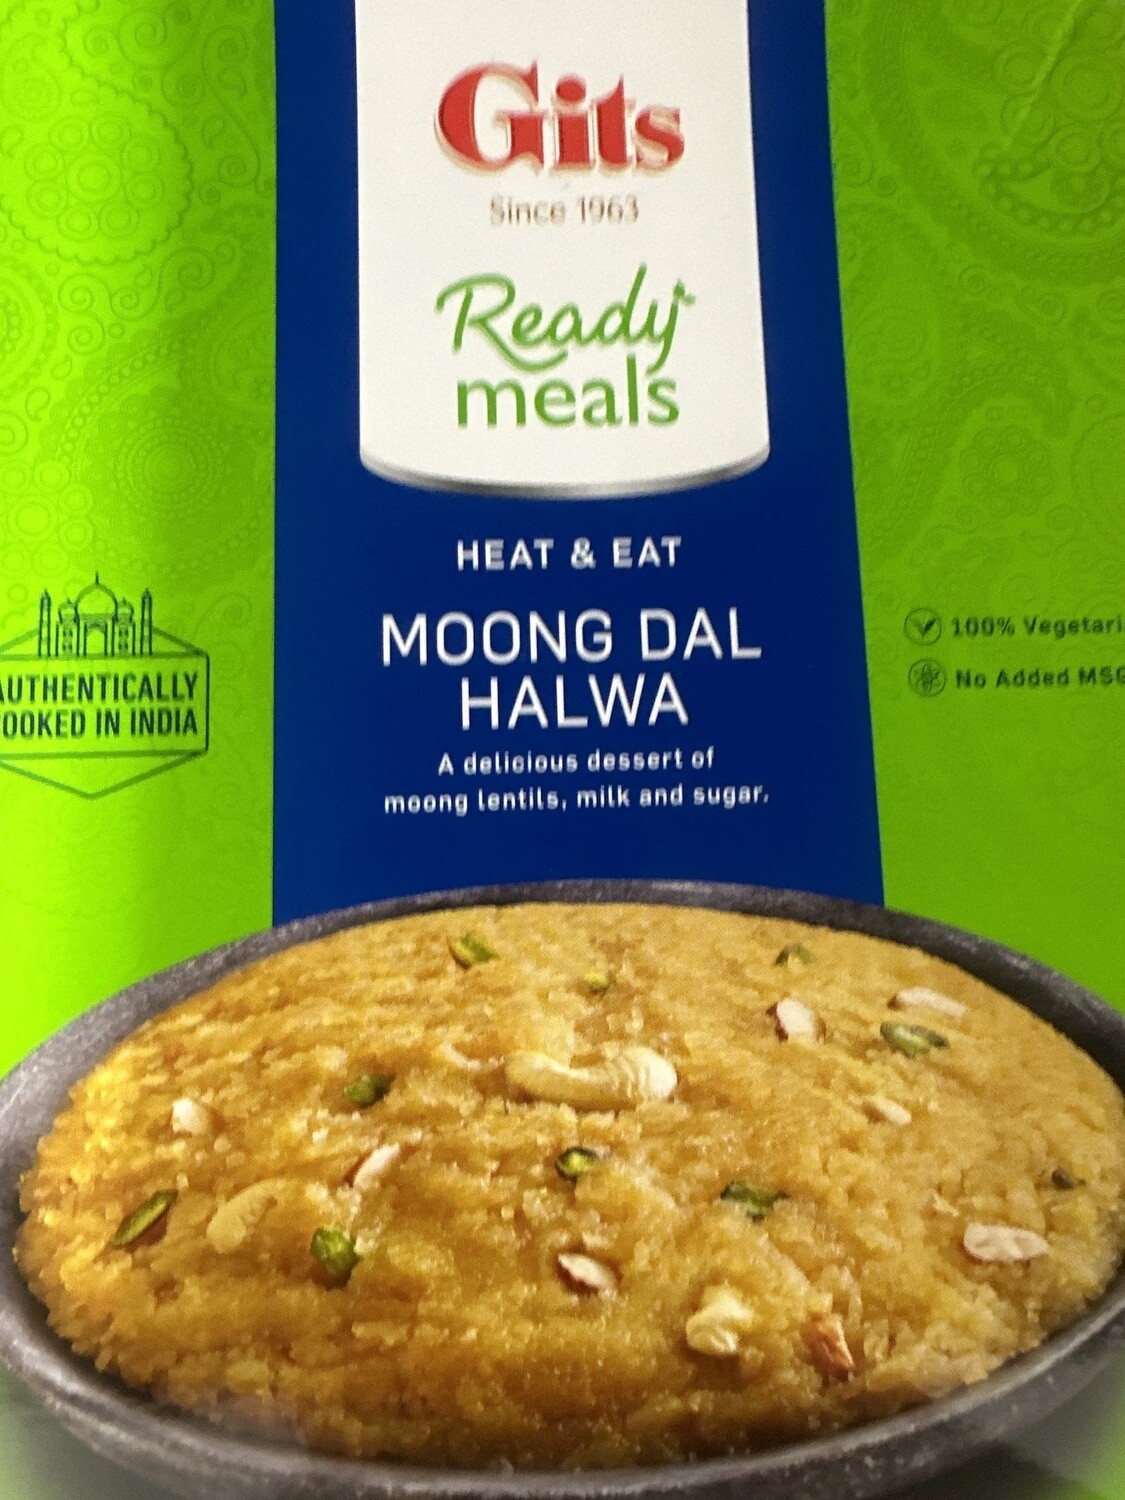 Gits
Since 1963
Ready
meals
HEAT & EAT
MOONG DAL
HALWA
A delicious dessert of
moong lentils, milk and sugar.
AUTHENTICALLY
OOKED IN INDIA
100% Vegetari
No Added MSG